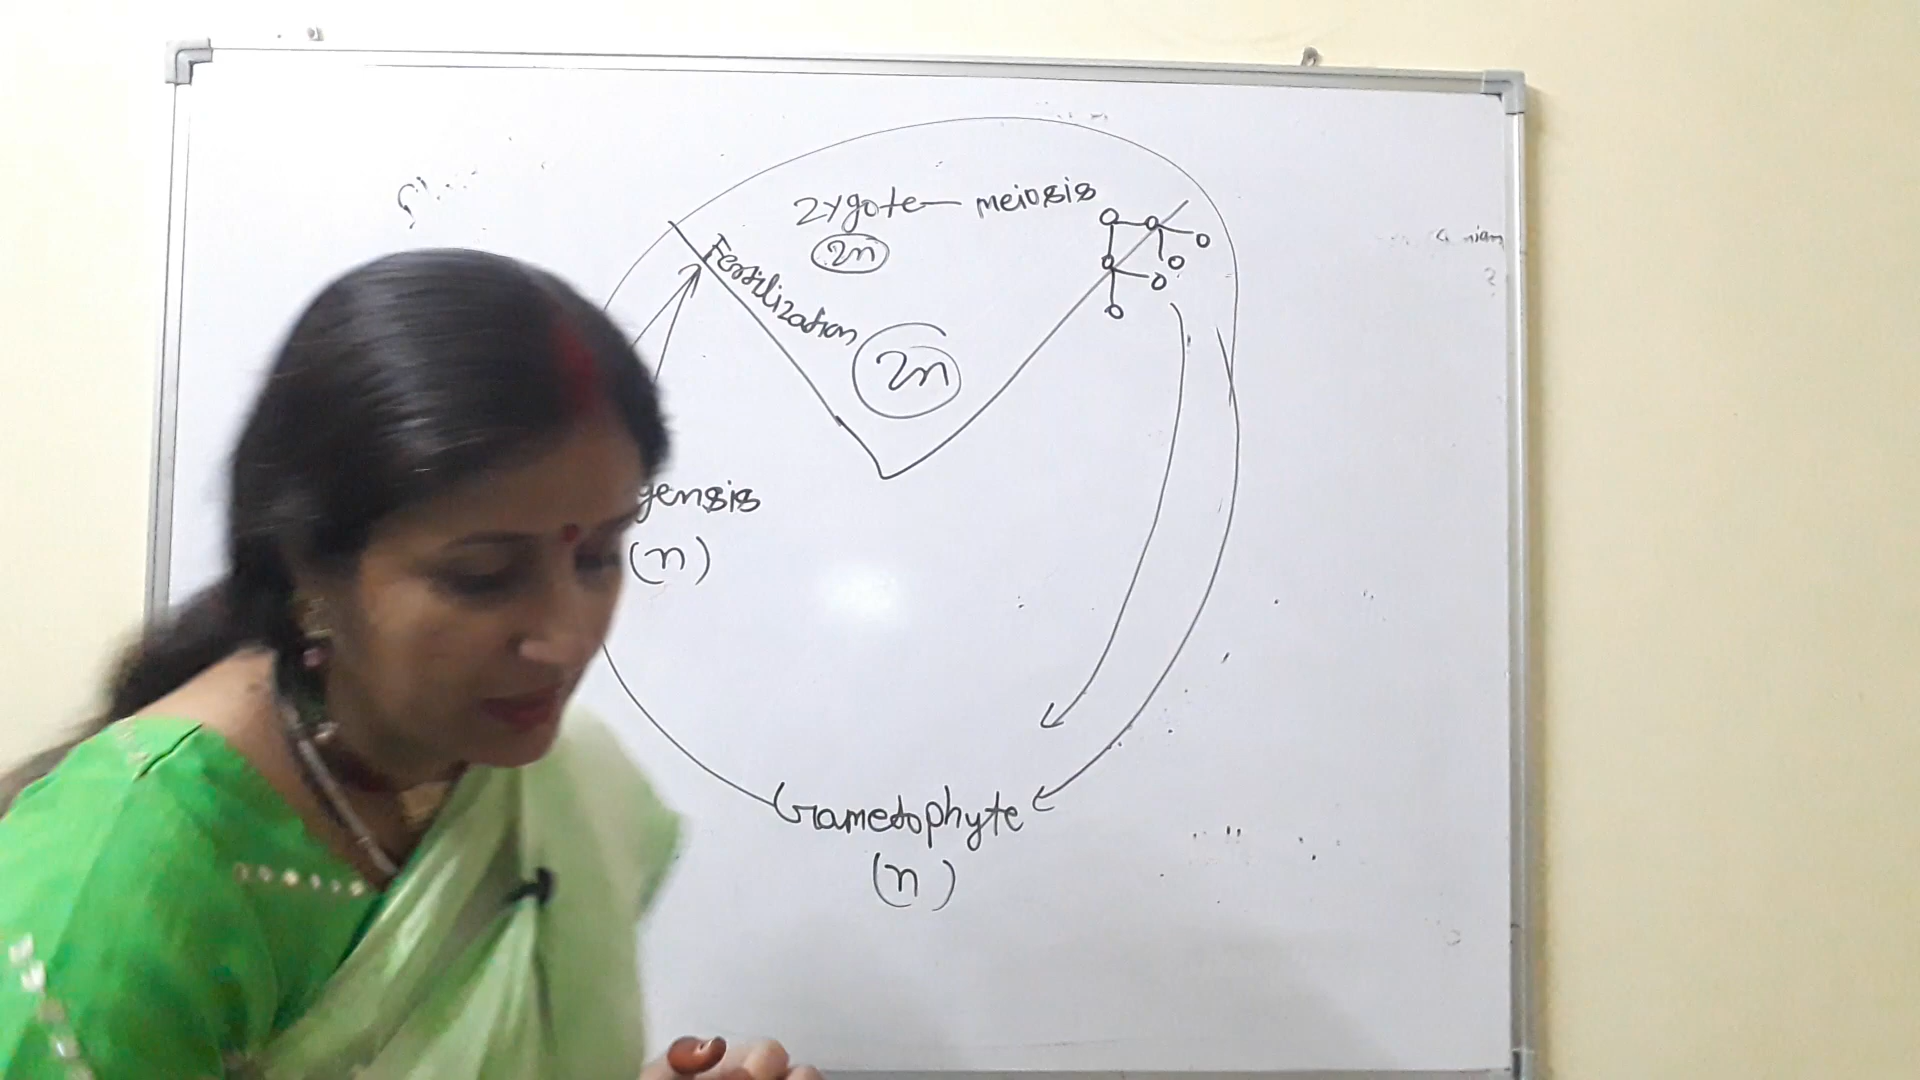 Zygote — meiosis
2n
Fertilization
2n
gensis
(n)
Gametophyte
(n)